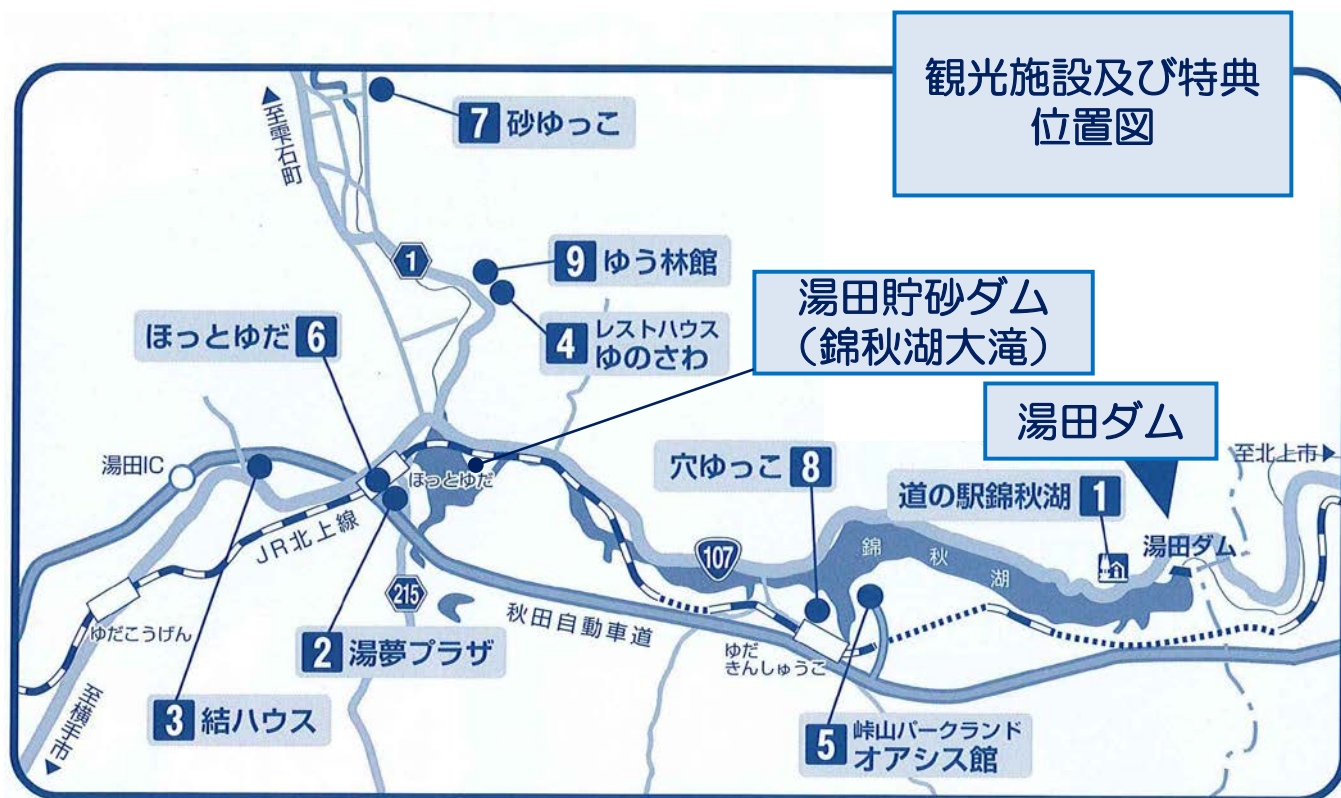 観光施設及び特典
位置図
至雫石町
7 砂ゆっこ
1
9 ゆう林館
4 レストハウス
ゆのさわ
湯田貯砂ダム
（錦秋湖大滝）
ほっとゆだ 6
湯田ダム
湯田IC
ほっとゆだ
穴ゆっこ 8
道の駅錦秋湖 1
至北上市
湯田ダム
JR北上線
107
錦秋湖
215
秋田自動車道
ゆだこうげん
2 湯夢プラザ
ゆだ
きんしゅうこ
3 結ハウス
至横手市
5 峠山パークランド
オアシス館